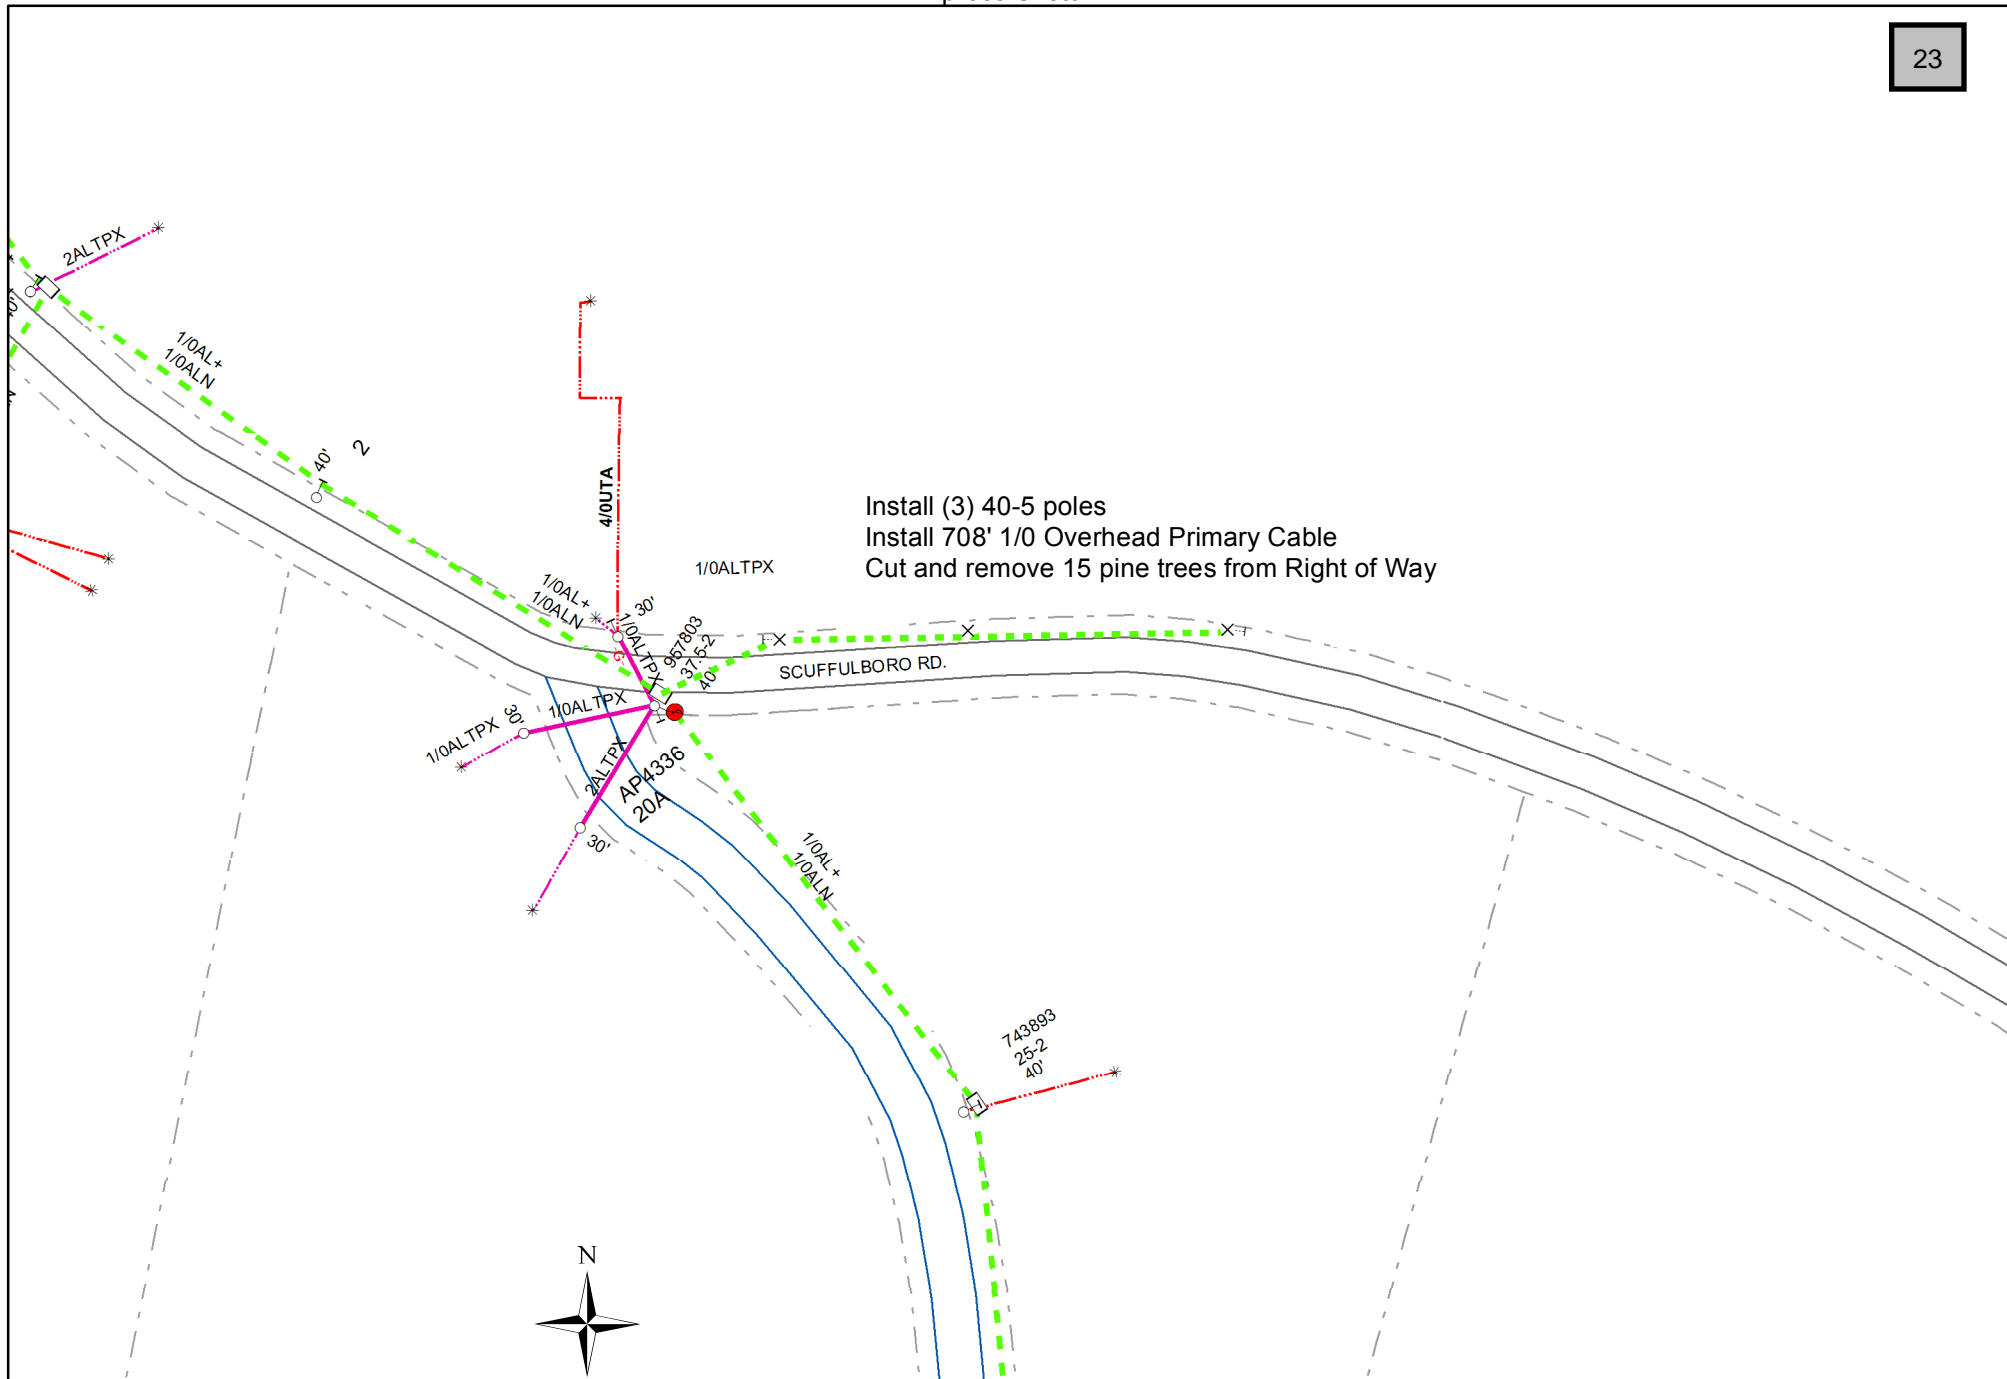 23
2ALTPX
1/0AL+
1/0ALN
40'
2
4/0UTA
Install (3) 40-5 poles
Install 708' 1/0 Overhead Primary Cable
Cut and remove 15 pine trees from Right of Way
1/0ALTPX
1/0AL+
1/0ALN
30'
1/0ALTPX
957803
37.5-2
40'
G
SCUFFULBORO RD.
1/0ALTPX
30'
1/0ALTPX
2ALTPX
AP4336
20A
30'
1/0AL+
1/0ALN
743893
25-2
40'
N